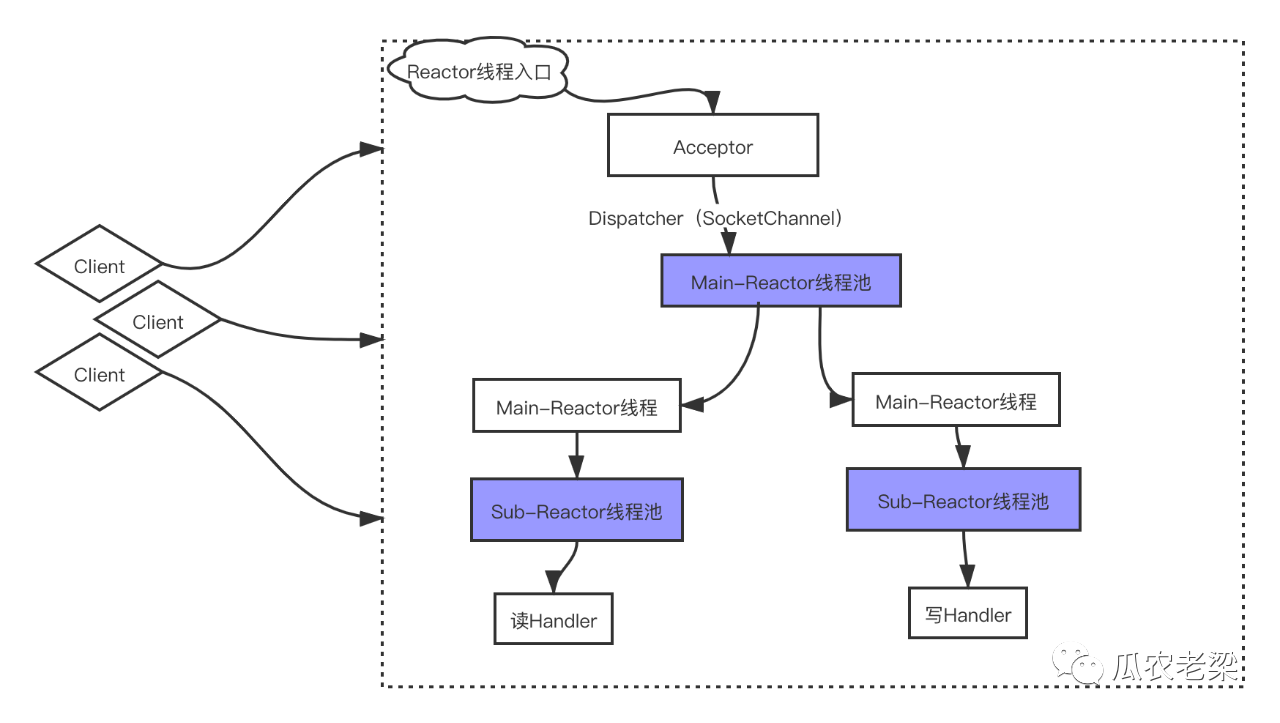 Reactor线程入口
Acceptor
Dispatcher（SocketChannel）
Client
Main-Reactor线程池
Client
Client
Main-Reactor线程
Main-Reactor线程
Sub-Reactor线程池
Sub-Reactor线程池
读Handler
写Handler
瓜农老梁